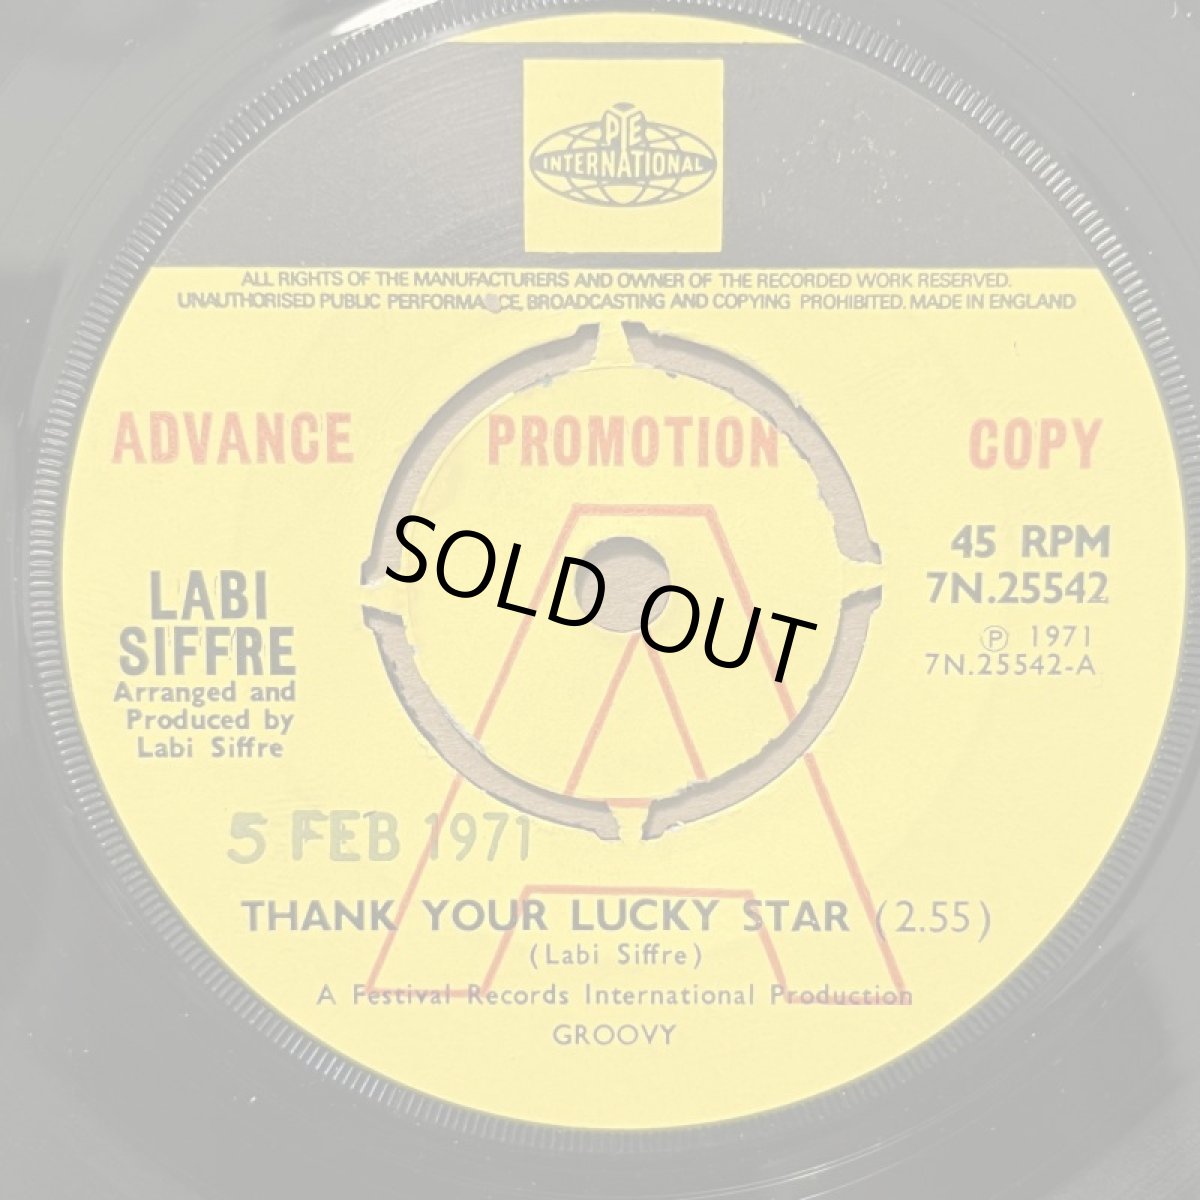 PYE
INTERNATIONAL
ALL RIGHTS OF THE MANUFACTURERS AND OWNER OF THE RECORDED WORK RESERVED.
UNAUTHORISED PUBLIC PERFORMANCE, BROADCASTING AND COPYING PROHIBITED. MADE IN ENGLAND
ADVANCE PROMOTION COPY
A
45 RPM
7N.25542
Ⓟ 1971
7N.25542-A
SOLD OUT
LABI
SIFFRE
Arranged and
Produced by
Labi Siffre
5 FEB 1971
THANK YOUR LUCKY STAR (2.55)
(Labi Siffre)
A Festival Records International Production
GROOVY